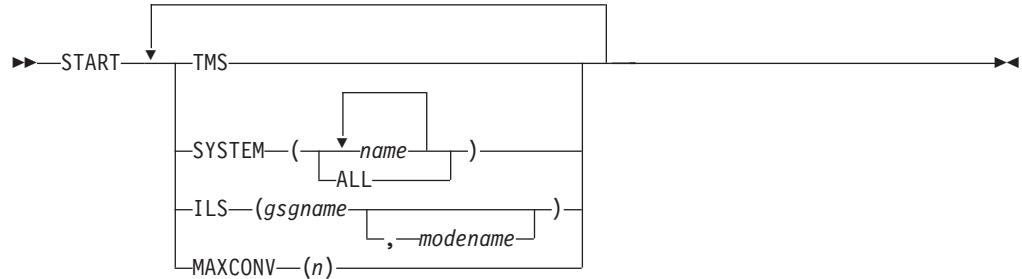 START TMS
SYSTEM ( name )
ALL
ILS (gsgname )
, modename
MAXCONV (n)